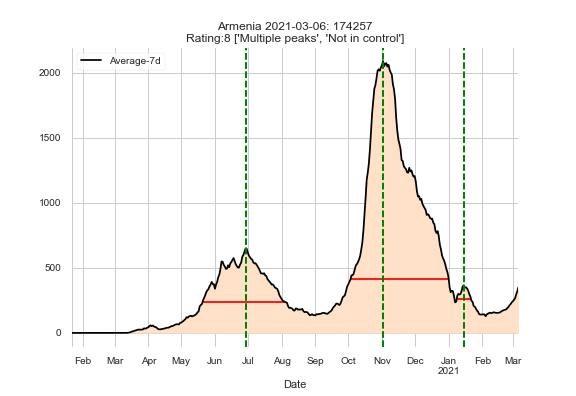 Armenia 2021-03-06: 174257
Rating:8 ['Multiple peaks', 'Not in control']
Average-7d
2000
1500
1000
500
0
Feb Mar Apr May Jun Jul Aug Sep Oct Nov Dec Jan Feb Mar
2021
Date